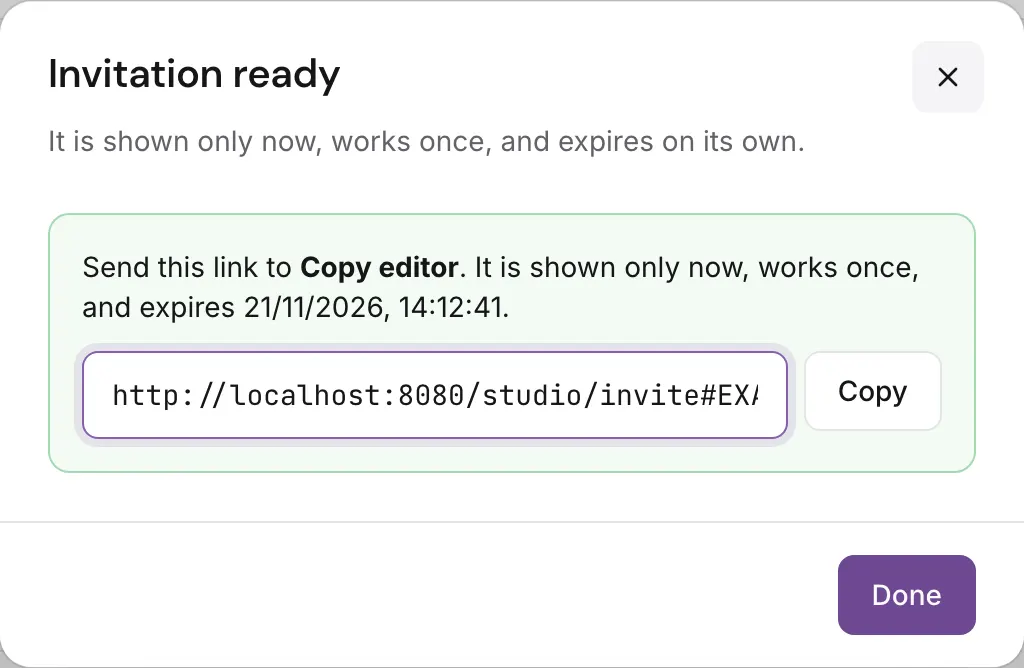 Invitation ready
It is shown only now, works once, and expires on its own.
Send this link to Copy editor. It is shown only now, works once,
and expires 21/11/2026, 14:12:41.
http://localhost:8080/studio/invite#EXA
Copy
Done